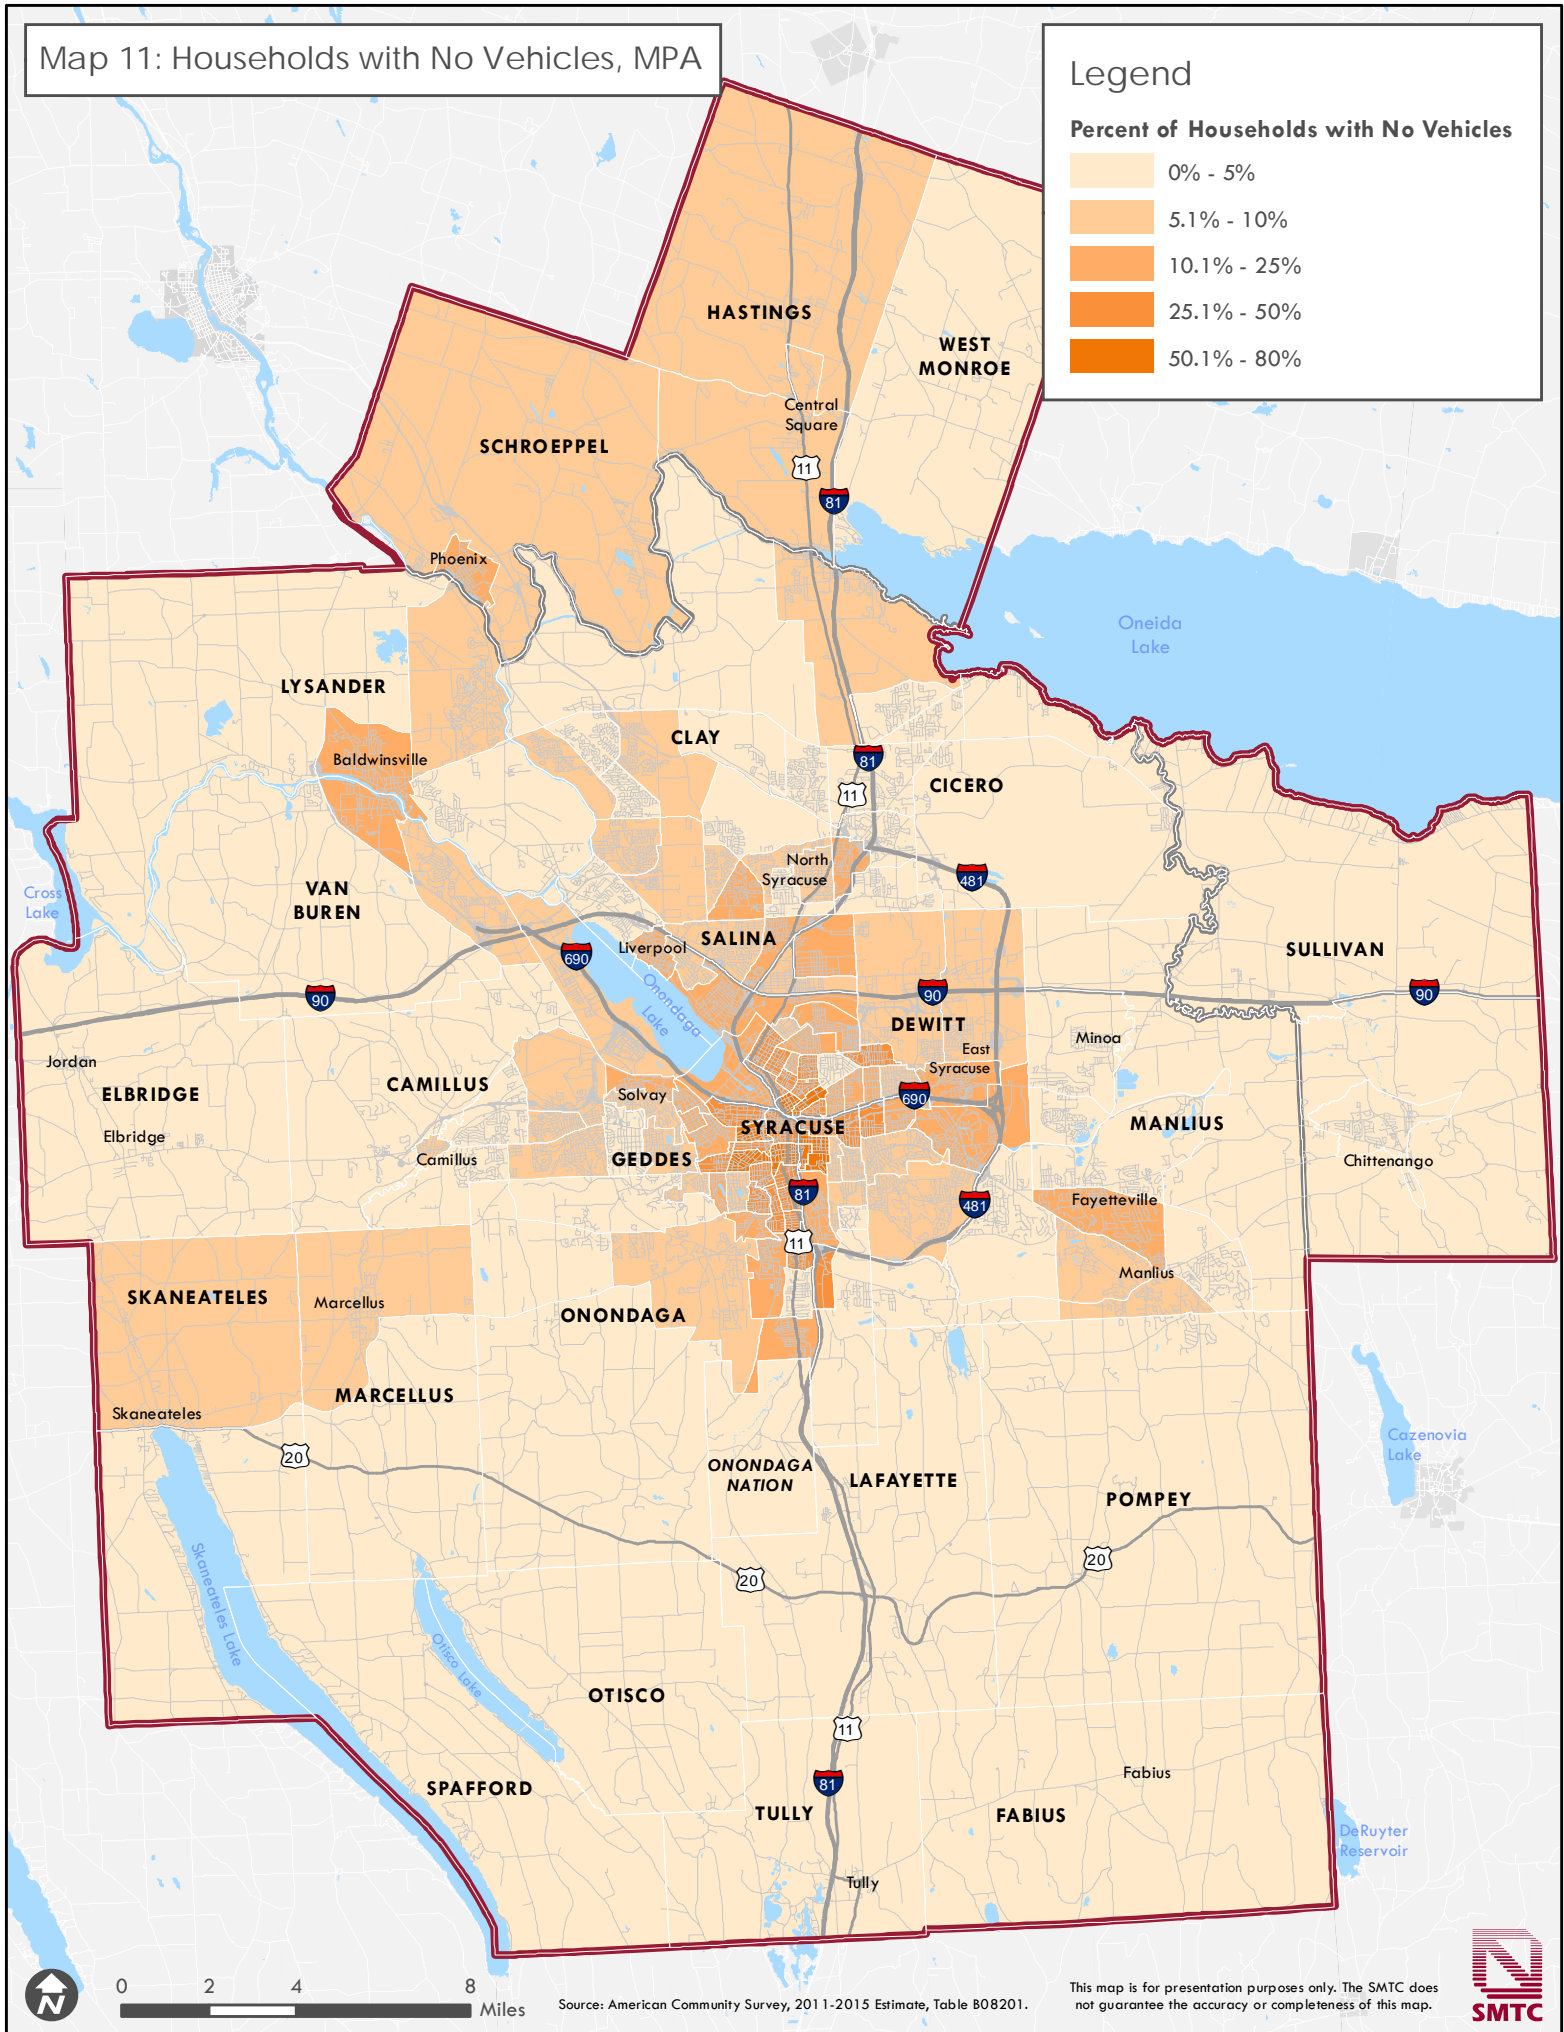 Map 11: Households with No Vehicles, MPA
Legend
Percent of Households with No Vehicles
0% - 5%
5.1% - 10%
10.1% - 25%
25.1% - 50%
50.1% - 80%
HASTINGS
WEST
MONROE
Central
Square
SCHROEPPEL
11
81
Phoenix
Oneida
Lake
LYSANDER
CLAY
Baldwinsville
81
CICERO
11
North
Syracuse
481
Cross
Lake
VAN
BUREN
SALINA
Liverpool
SULLIVAN
690
90
90
90
Onondaga
Lake
DEWITT
Minoa
East
Syracuse
Jordan
ELBRIDGE
CAMILLUS
Solvay
690
SYRACUSE
MANLIUS
Elbridge
Camillus
GEDDES
Chittenango
81
481
Fayetteville
11
Manlius
SKANEATELES
Marcellus
ONONDAGA
MARCELLUS
Skaneateles
20
ONONDAGA
NATION
LAFAYETTE
POMPEY
Cazenovia
Lake
20
20
Skaneateles Lake
Otisco Lake
OTISCO
11
SPAFFORD
81
TULLY
Fabius
FABIUS
DeRuyter
Reservoir
Tully
N
0 2 4 8
Miles
Source: American Community Survey, 2011-2015 Estimate, Table B08201.
This map is for presentation purposes only. The SMTC does
not guarantee the accuracy or completeness of this map.
SMTC